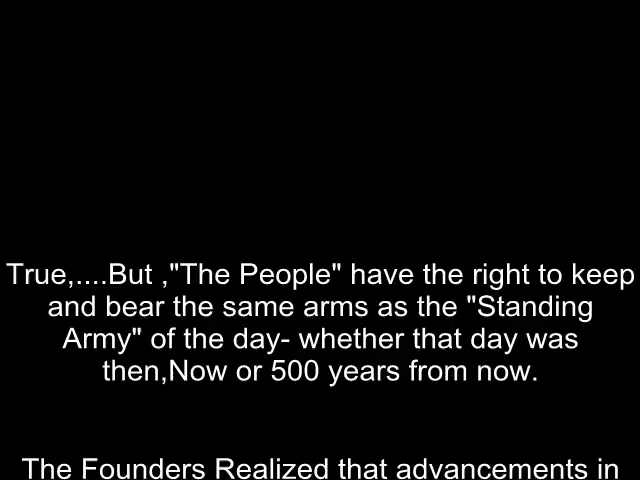 True,....But ,"The People" have the right to keep
and bear the same arms as the "Standing
Army" of the day- whether that day was
then,Now or 500 years from now.
The Founders Realized that advancements in